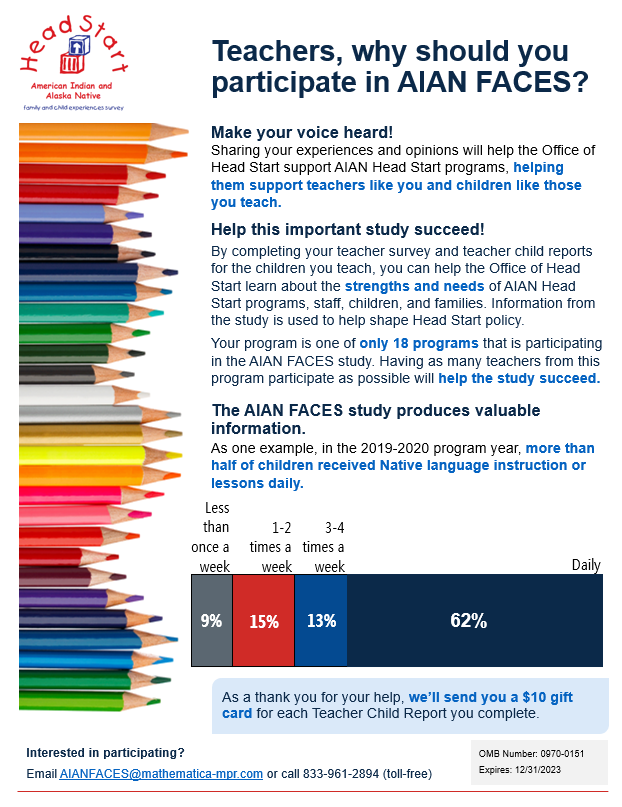 Head Start
American Indian and
Alaska Native
family and child experiences survey
Teachers, why should you
participate in AIAN FACES?
Make your voice heard!
Sharing your experiences and opinions will help the Office of
Head Start support AIAN Head Start programs, helping
them support teachers like you and children like those
you teach.
Help this important study succeed!
By completing your teacher survey and teacher child reports
for the children you teach, you can help the Office of Head
Start learn about the strengths and needs of AIAN Head
Start programs, staff, children, and families. Information from
the study is used to help shape Head Start policy.
Your program is one of only 18 programs that is participating
in the AIAN FACES study. Having as many teachers from this
program participate as possible will help the study succeed.
The AIAN FACES study produces valuable
information.
As one example, in the 2019-2020 program year, more than
half of children received Native language instruction or
lessons daily.
Less
than
once a
week
1-2
times a
week
3-4
times a
week
Daily
9%
15%
13%
62%
As a thank you for your help, we'll send you a $10 gift
card for each Teacher Child Report you complete.
Interested in participating?
Email AIANFACES@mathematica-mpr.com or call 833-961-2894 (toll-free)
OMB Number: 0970-0151
Expires: 12/31/2023